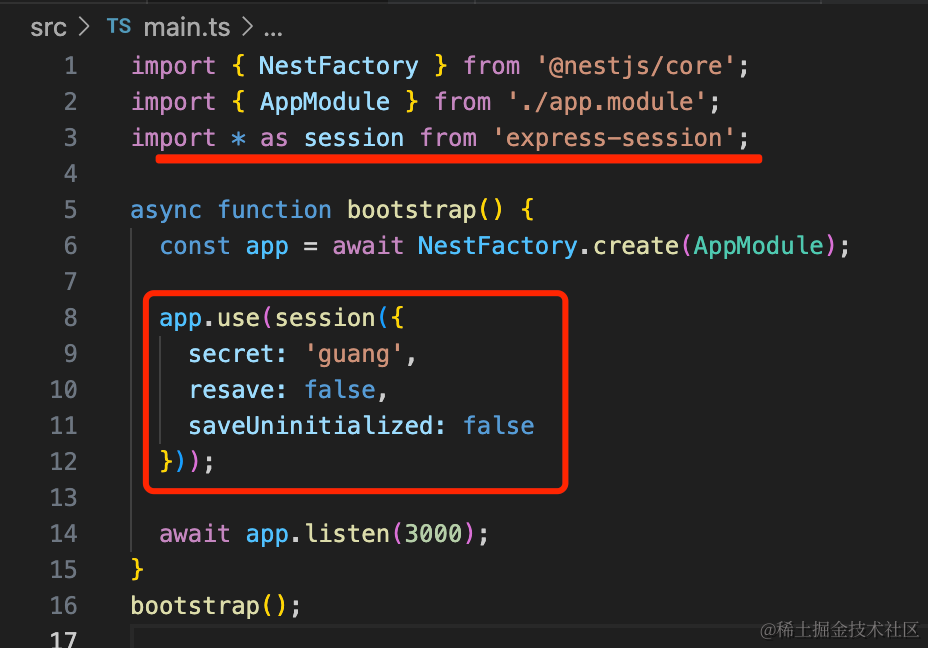 src > TS main.ts > ...
1 import { NestFactory } from '@nestjs/core';
2 import { AppModule } from './app.module';
3 import * as session from 'express-session';
4
5 async function bootstrap() {
6   const app = await NestFactory.create(AppModule);
7
8   app.use(session({
9     secret: 'guang',
10     resave: false,
11     saveUninitialized: false
12   }));
13
14   await app.listen(3000);
15 }
16 bootstrap();
17
@稀土掘金技术社区